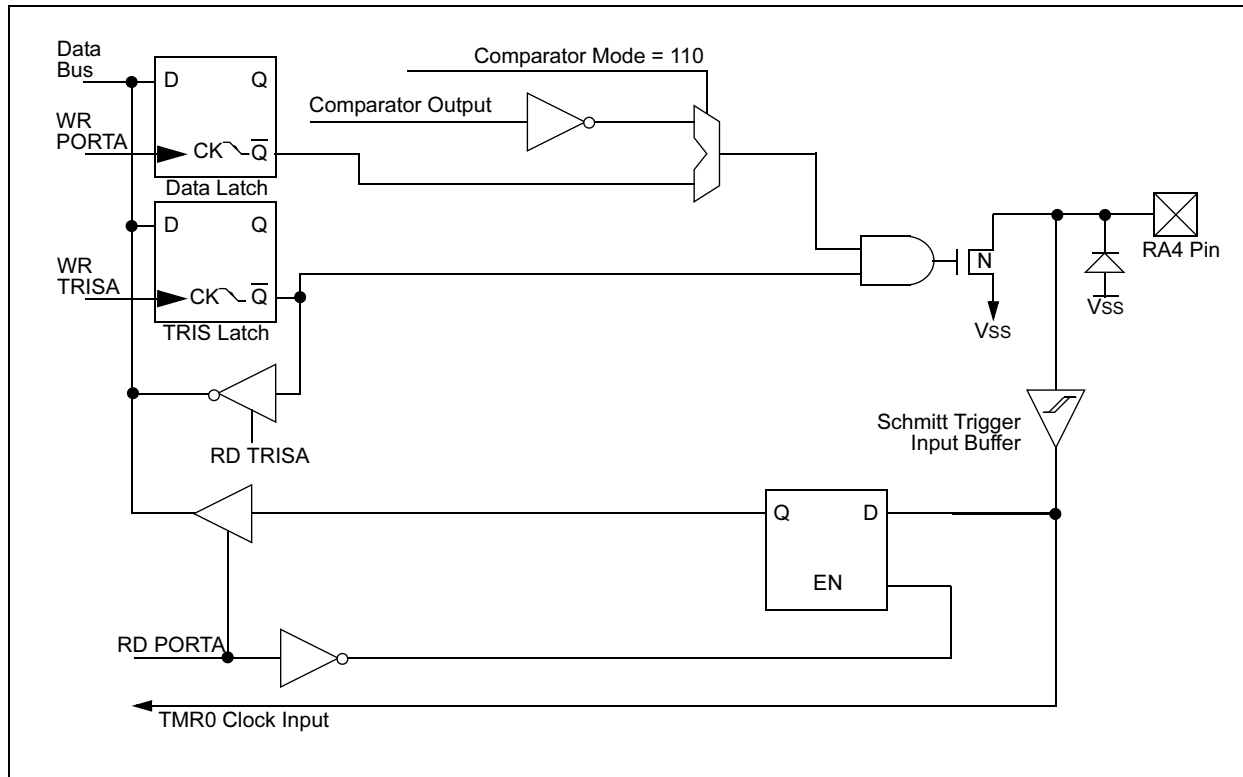 Data
Bus
D
Q
WR
PORTA
CK
Q̅
Data Latch
Comparator Mode = 110
Comparator Output
D
Q
WR
TRISA
CK
Q̅
TRIS Latch
N
VSS
RA4 Pin
VSS
RD TRISA
Schmitt Trigger
Input Buffer
Q
D
EN
RD PORTA
TMR0 Clock Input